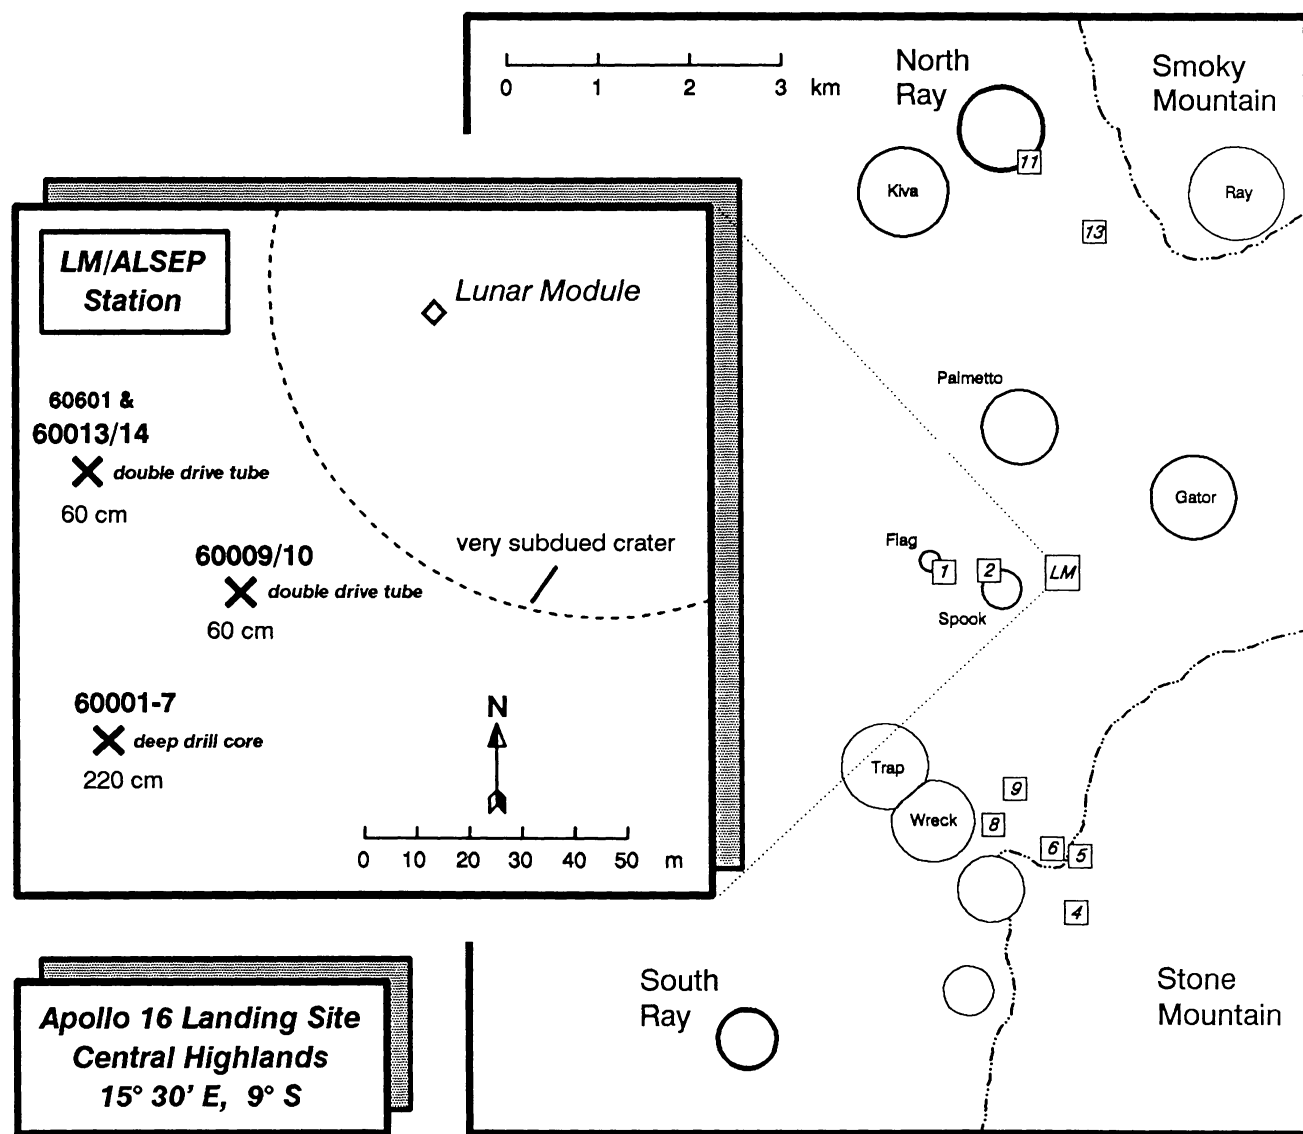 North
Ray
Smoky
Mountain
0 1 2 3 km
11
Kiva
Ray
13
LM/ALSEP
Station
Lunar Module
60601 &
60013/14
double drive tube
60 cm
60009/10
double drive tube
60 cm
very subdued crater
60001-7
deep drill core
220 cm
N
0 10 20 30 40 50 m
Palmetto
Gator
Flag
1
2
LM
Spook
Trap
Wreck
9
8
6
5
4
South
Ray
Stone
Mountain
Apollo 16 Landing Site
Central Highlands
15° 30’ E, 9° S